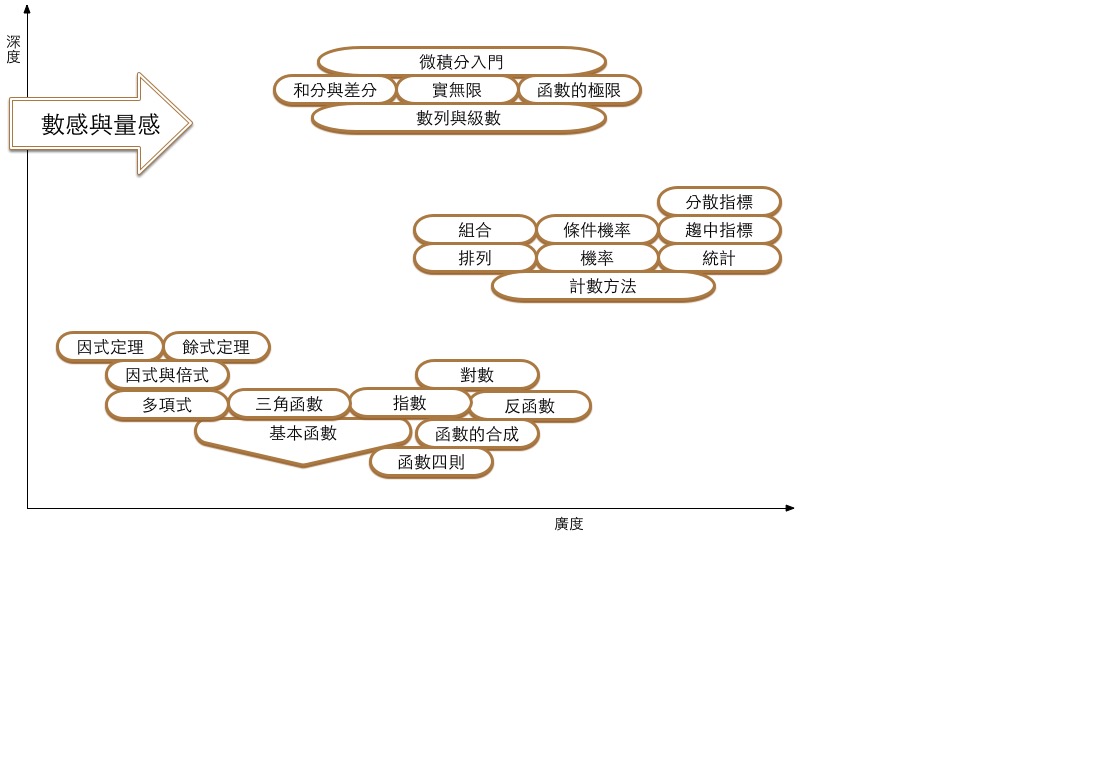 深度
微積分入門
和分與差分 實無限 函數的極限
數列與級數
數感與量感
分散指標
組合 條件機率 趨中指標
排列 機率 統計
計數方法
因式定理 餘式定理
因式與倍式 對數
多項式 三角函數 指數 反函數
基本函數 函數的合成
函數四則
廣度